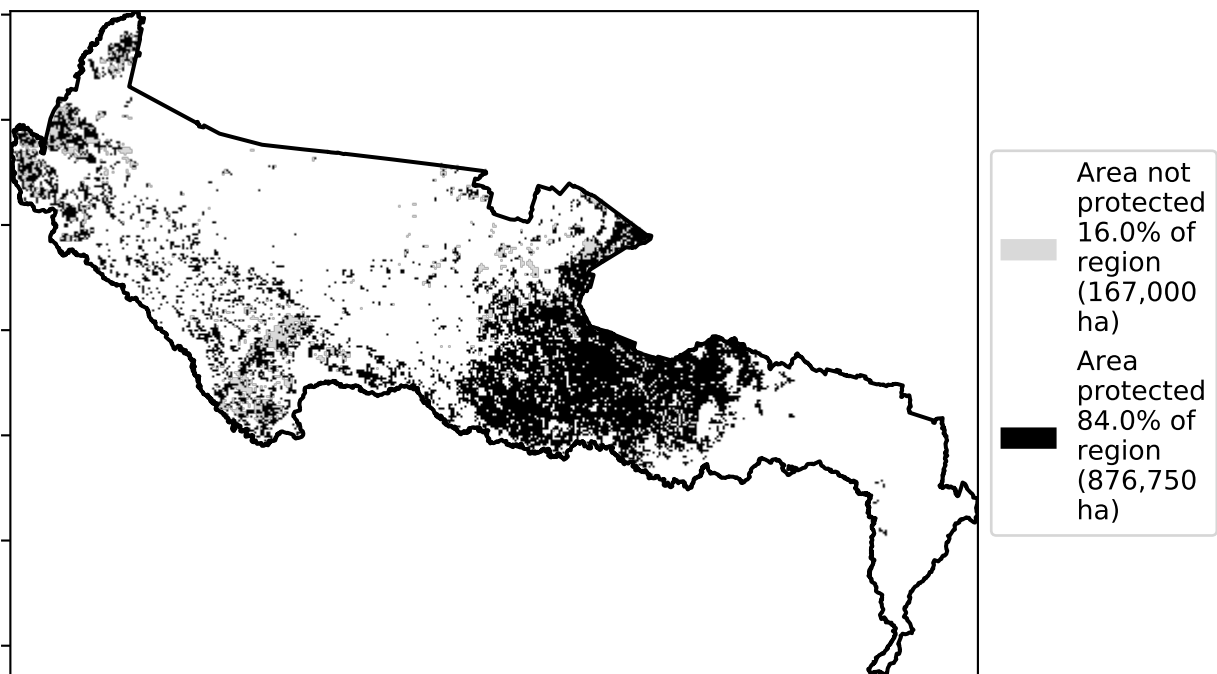 Area not
protected
16.0% of
region
(167,000
ha)
Area
protected
84.0% of
region
(876,750
ha)